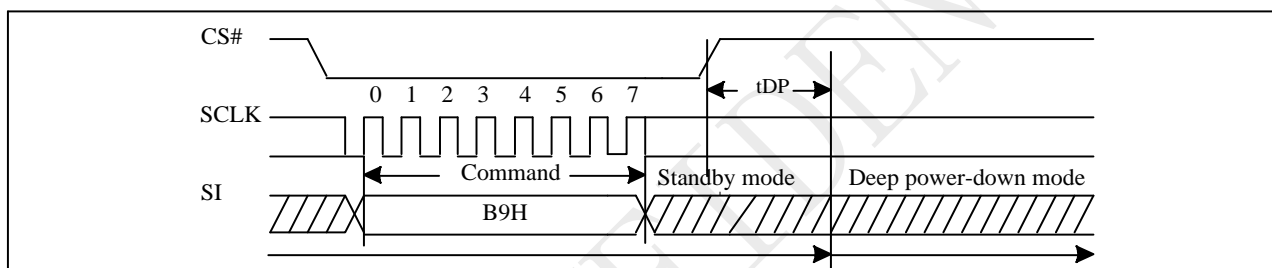 CS#
tDP
0 1 2 3 4 5 6 7
SCLK
Command
Standby mode
Deep power-down mode
SI
B9H